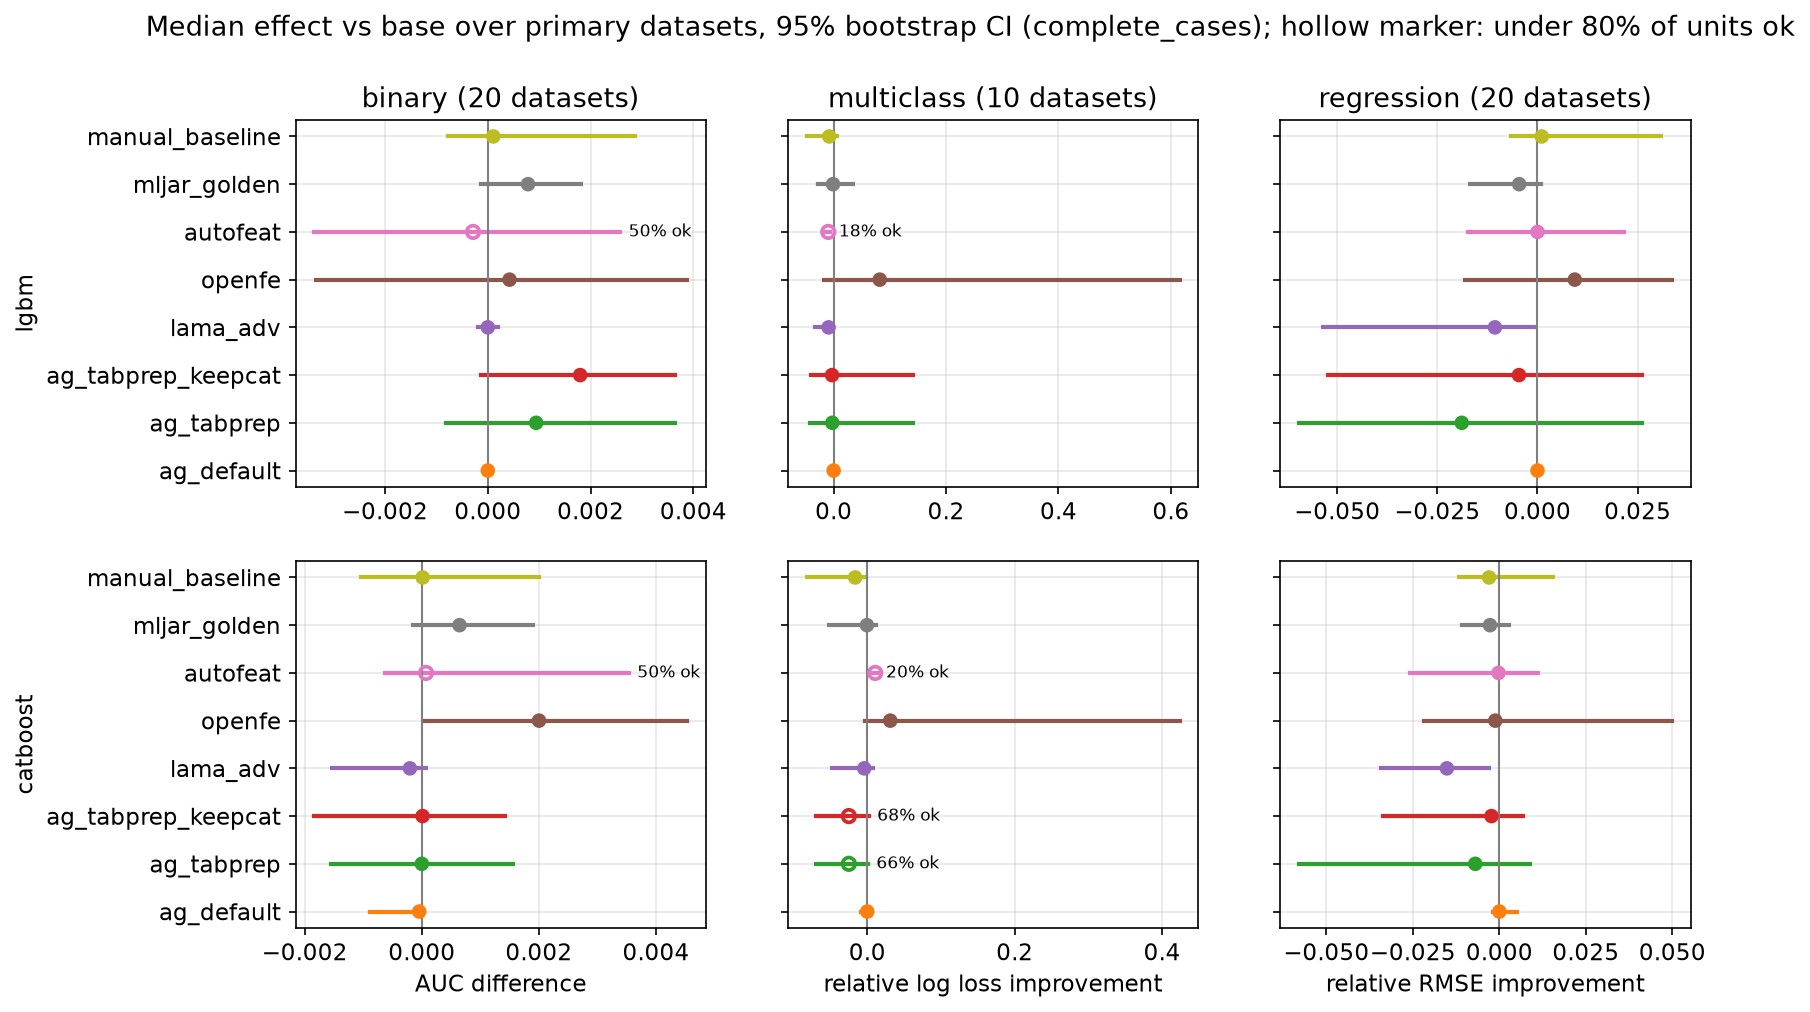 Median effect vs base over primary datasets, 95% bootstrap CI (complete_cases); hollow marker: under 80% of units ok
binary (20 datasets)
multiclass (10 datasets)
regression (20 datasets)
lgbm
manual_baseline
mljar_golden
autofeat
openfe
lama_adv
ag_tabprep_keepcat
ag_tabprep
ag_default
50% ok
18% ok
−0.002 0.000 0.002 0.004
0.0 0.2 0.4 0.6
−0.050 −0.025 0.000 0.025
catboost
manual_baseline
mljar_golden
autofeat
openfe
lama_adv
ag_tabprep_keepcat
ag_tabprep
ag_default
50% ok
20% ok
68% ok
66% ok
−0.002 0.000 0.002 0.004
0.0 0.2 0.4
−0.050 −0.025 0.000 0.025 0.050
AUC difference
relative log loss improvement
relative RMSE improvement